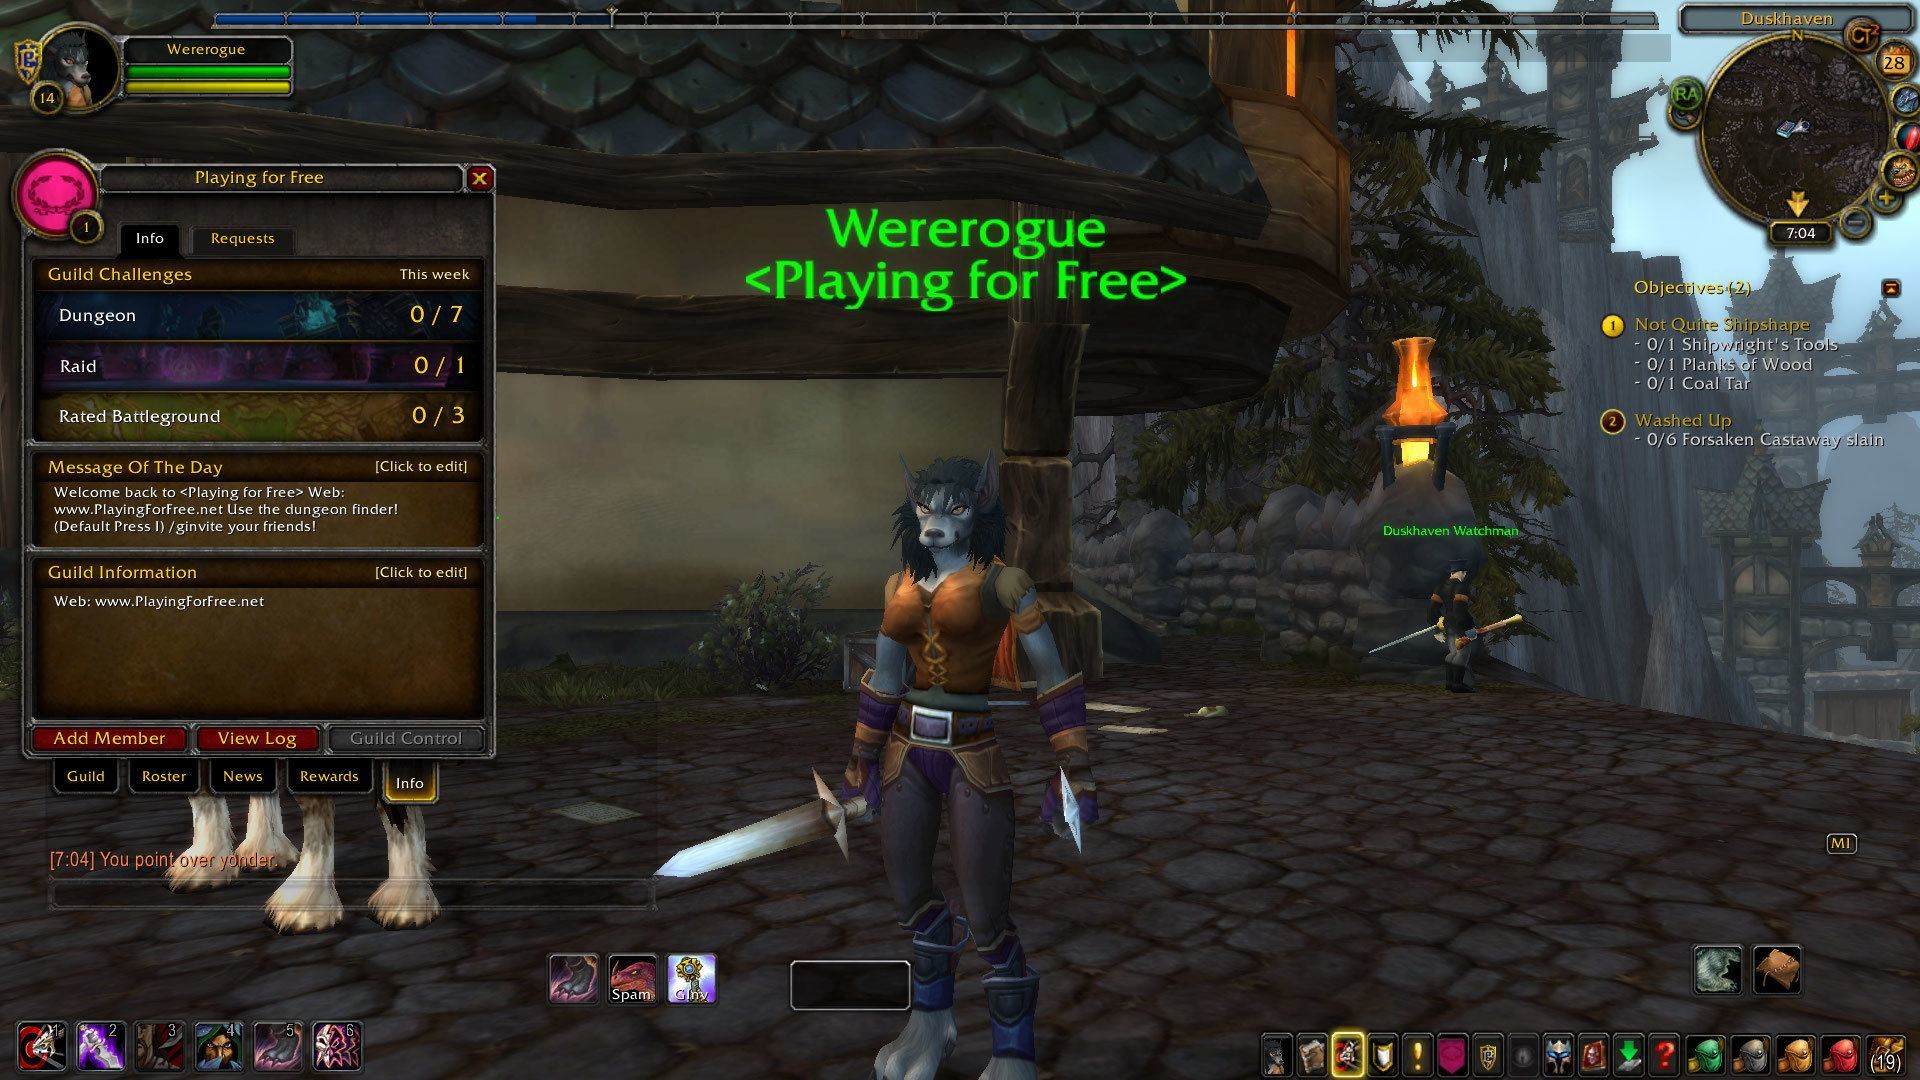 Wererogue
14
Duskhaven
N
CT2
28
RA
7:04
Playing for Free
1
Info
Requests
Guild Challenges
This week
Dungeon
0 / 7
Raid
0 / 1
Rated Battleground
0 / 3
Message Of The Day
[Click to edit]
Welcome back to <Playing for Free> Web:
www.PlayingForFree.net Use the dungeon finder!
(Default Press I) /ginvite your friends!
Guild Information
[Click to edit]
Web: www.PlayingForFree.net
Add Member
View Log
Guild Control
Guild
Roster
News
Rewards
Info
Wererogue
<Playing for Free>
Objectives (2)
1
Not Quite Shipshape
- 0/1 Shipwright's Tools
- 0/1 Planks of Wood
- 0/1 Coal Tar
2
Washed Up
- 0/6 Forsaken Castaway slain
Duskhaven Watchman
MI
[7:04] You point over yonder.
Spam
GInv
1
2
3
4
5
6
(19)